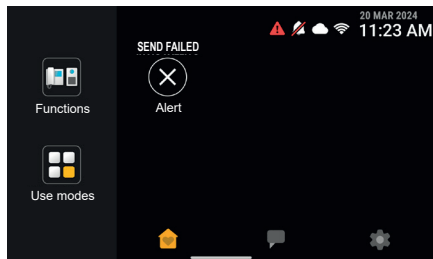 20 MAR 2024
11:23 AM
SEND FAILED
Alert
Functions
Use modes